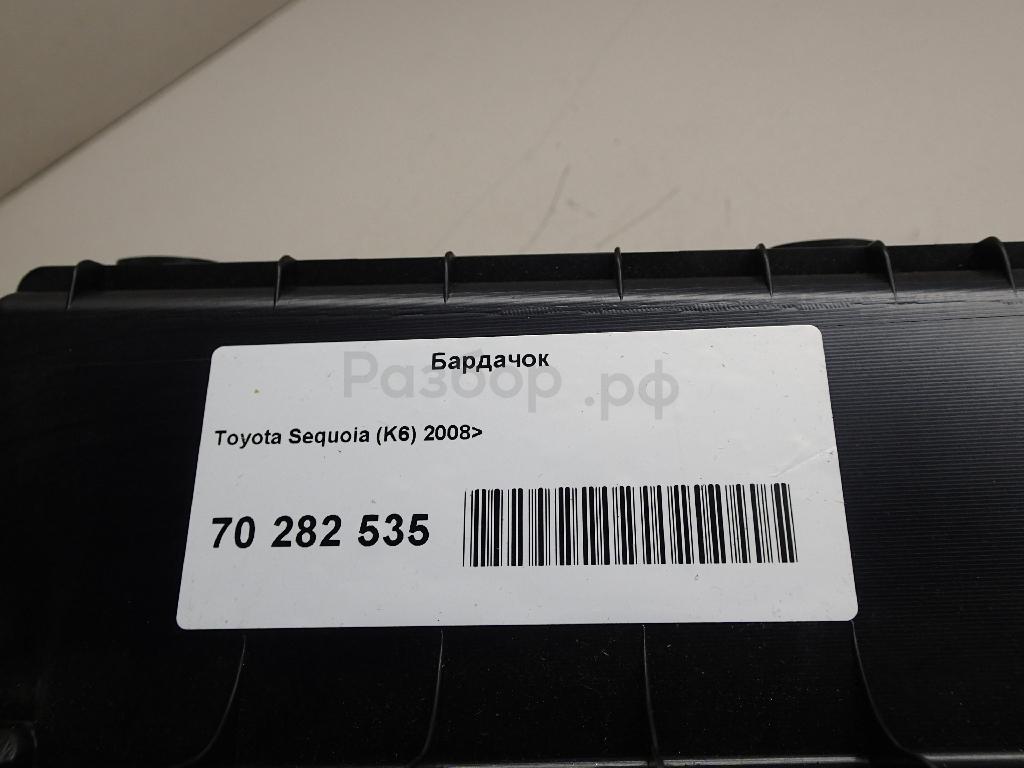 Бардачок
Разбор.рф
Toyota Sequoia (K6) 2008>
70 282 535